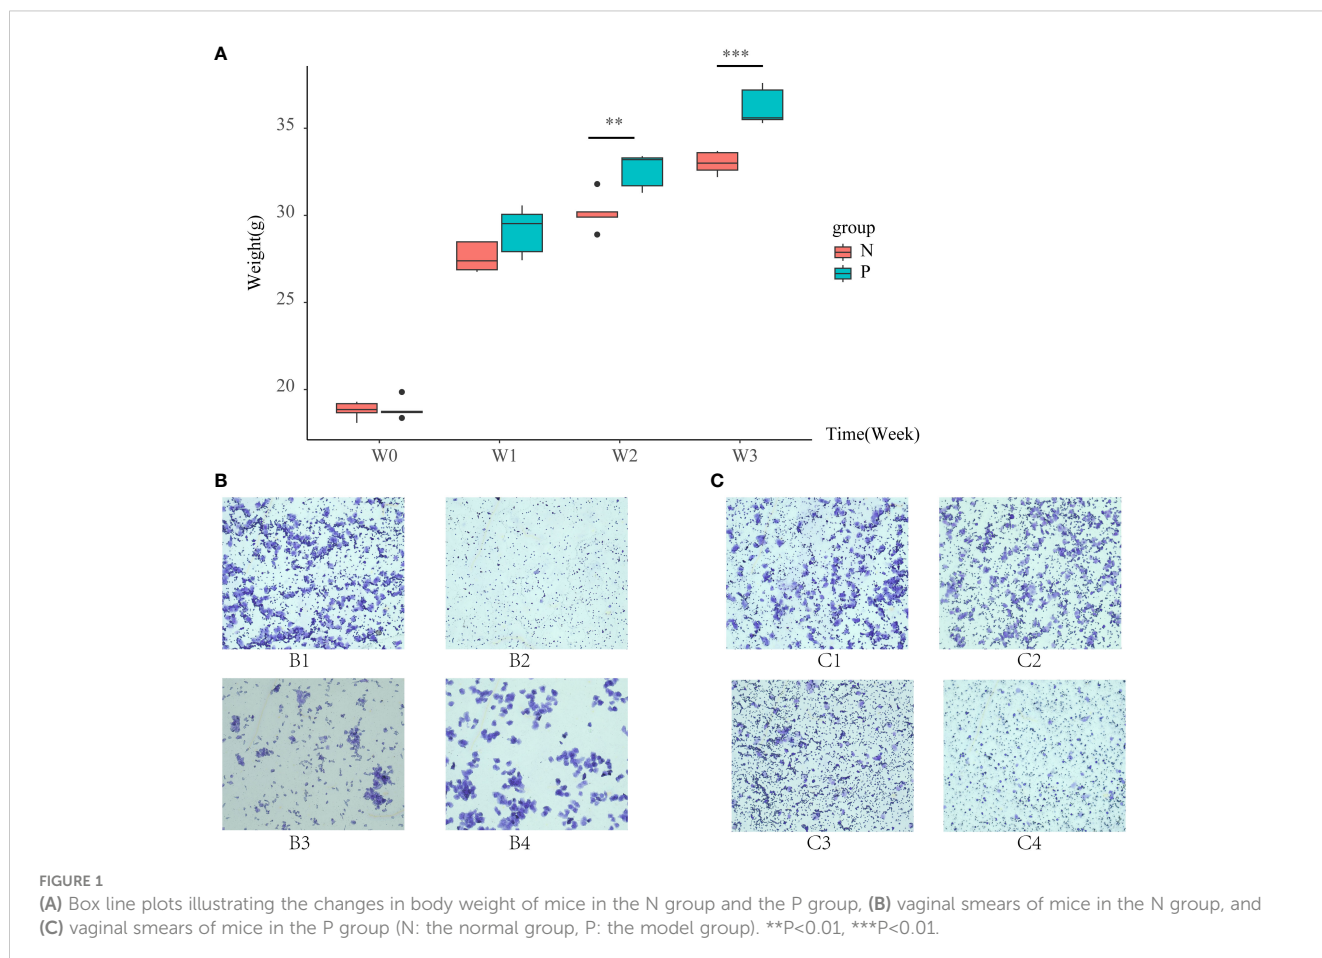 A
***
**
35
30
25
20
Weight(g)
group
N
P
Time(Week)
W0 W1 W2 W3
B
C
B1 B2 C1 C2
B3 B4 C3 C4
FIGURE 1
(A) Box line plots illustrating the changes in body weight of mice in the N group and the P group, (B) vaginal smears of mice in the N group, and
(C) vaginal smears of mice in the P group (N: the normal group, P: the model group). **P<0.01, ***P<0.01.